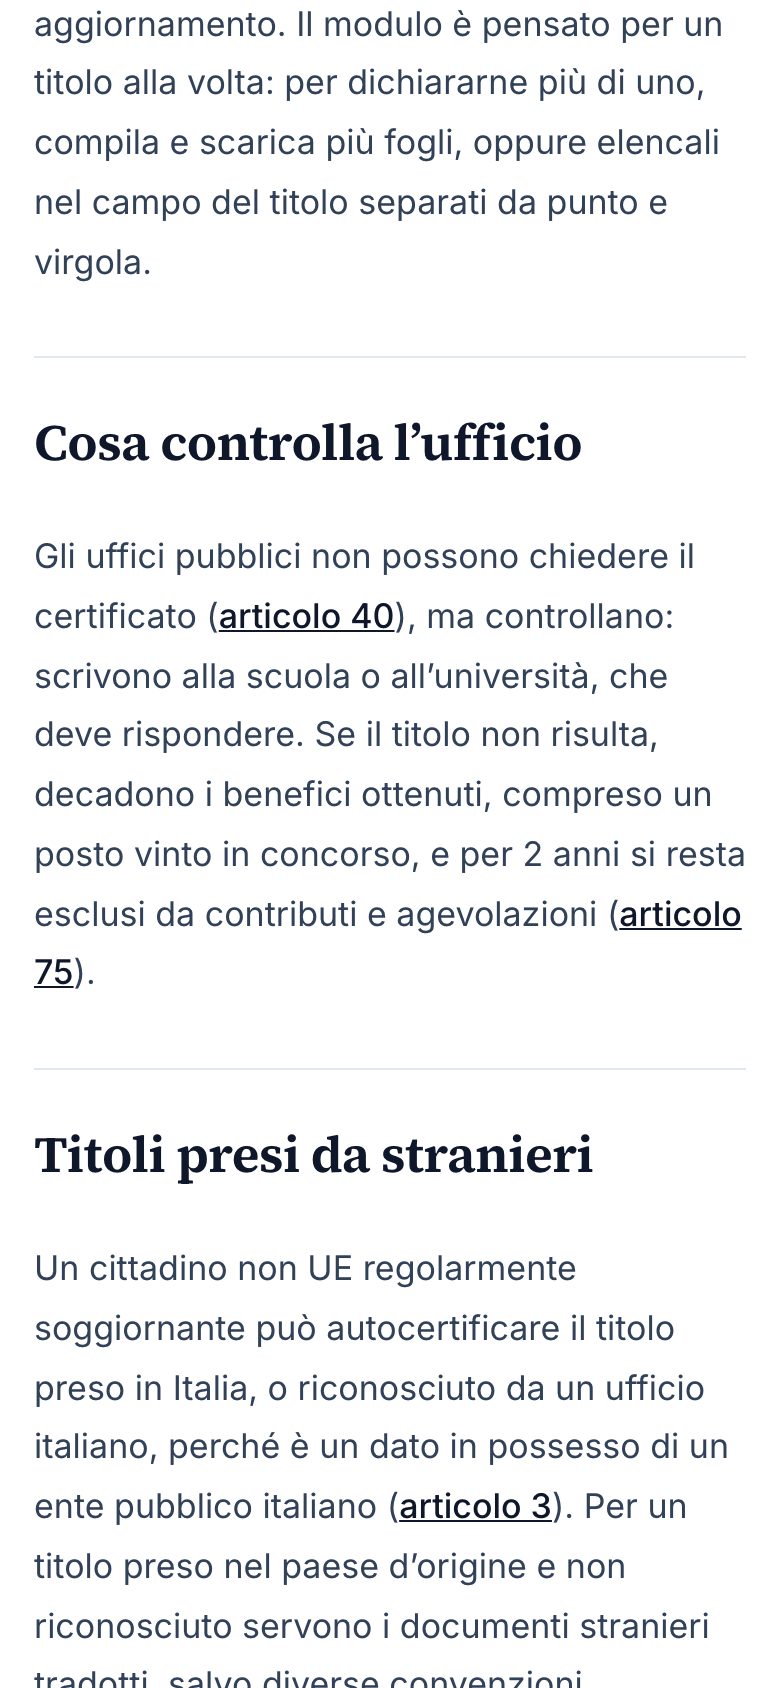 aggiornamento. Il modulo è pensato per un
titolo alla volta: per dichiararne più di uno,
compila e scarica più fogli, oppure elencali
nel campo del titolo separati da punto e
virgola.
Cosa controlla l’ufficio
Gli uffici pubblici non possono chiedere il
certificato (articolo 40), ma controllano:
scrivono alla scuola o all’università, che
deve rispondere. Se il titolo non risulta,
decadono i benefici ottenuti, compreso un
posto vinto in concorso, e per 2 anni si resta
esclusi da contributi e agevolazioni (articolo
75).
Titoli presi da stranieri
Un cittadino non UE regolarmente
soggiornante può autocertificare il titolo
preso in Italia, o riconosciuto da un ufficio
italiano, perché è un dato in possesso di un
ente pubblico italiano (articolo 3). Per un
titolo preso nel paese d’origine e non
riconosciuto servono i documenti stranieri
tradotti, salvo diverse convenzioni